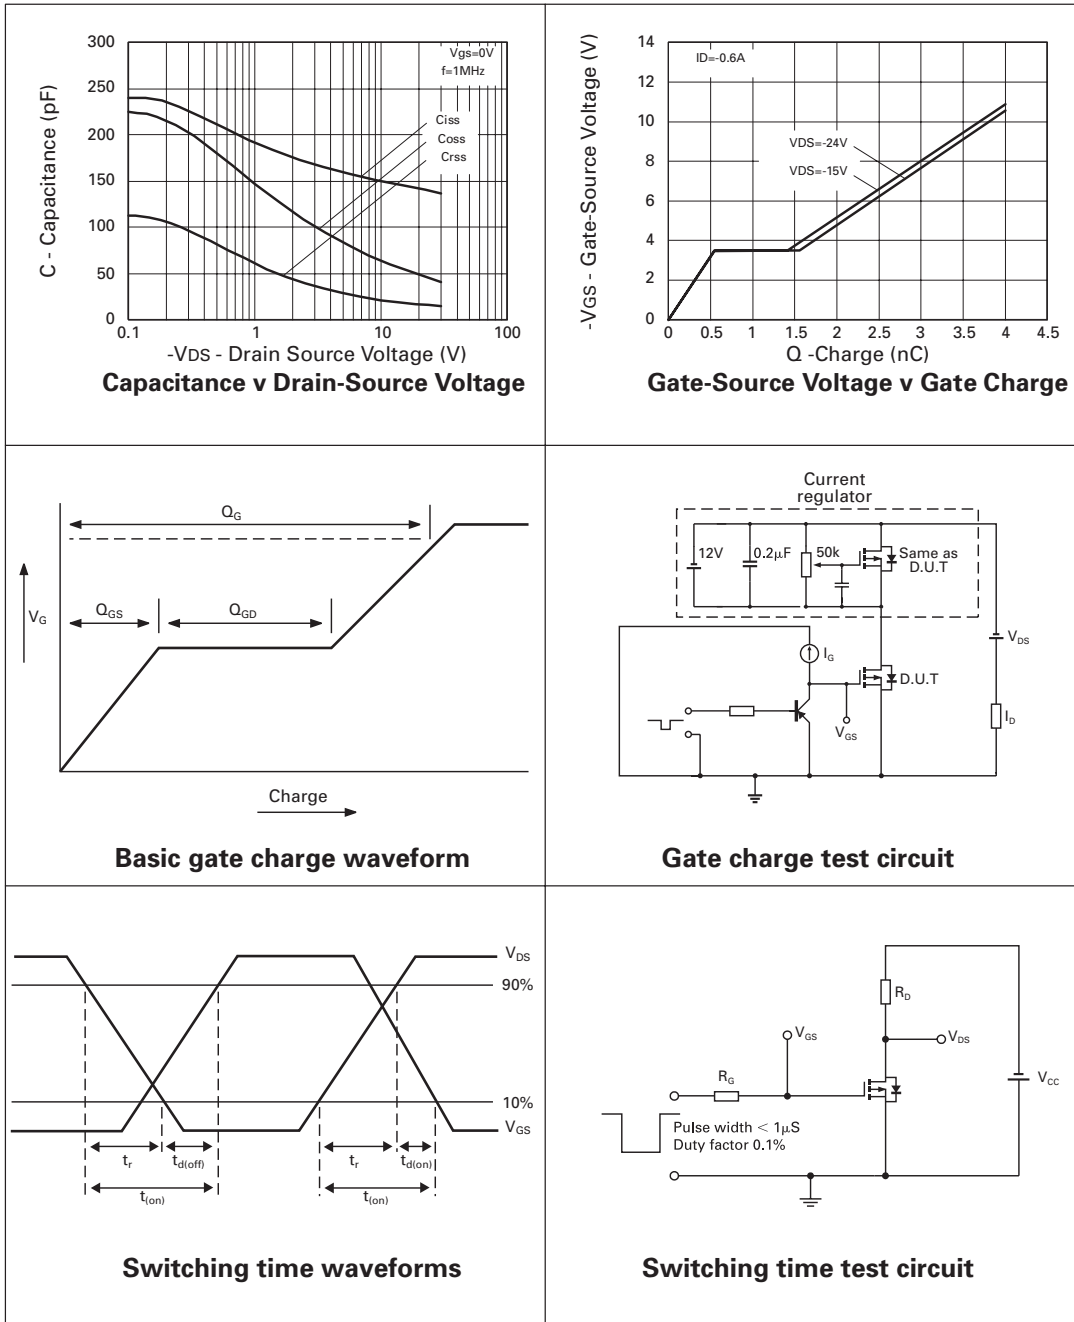 300
250
200
150
100
50
0
0.1
1
10
100
C - Capacitance (pF)
Vgs=0V
f=1MHz
Ciss
Coss
Crss
-VDS - Drain Source Voltage (V)
Capacitance v Drain-Source Voltage
14
12
10
8
6
4
2
0
0
0.5
1
1.5
2
2.5
3
3.5
4
4.5
-VGS - Gate-Source Voltage (V)
ID=-0.6A
VDS=-24V
VDS=-15V
Q -Charge (nC)
Gate-Source Voltage v Gate Charge
QG
VG
QGS
QGD
Charge
Basic gate charge waveform
Current
regulator
12V
0.2µF
50k
Same as
D.U.T
IG
D.U.T
VGS
VDS
ID
Gate charge test circuit
VDS
90%
10%
VGS
tr
td(off)
tr
td(on)
t(on)
t(on)
Switching time waveforms
RD
VGS
VDS
RG
VCC
Pulse width < 1µS
Duty factor 0.1%
Switching time test circuit